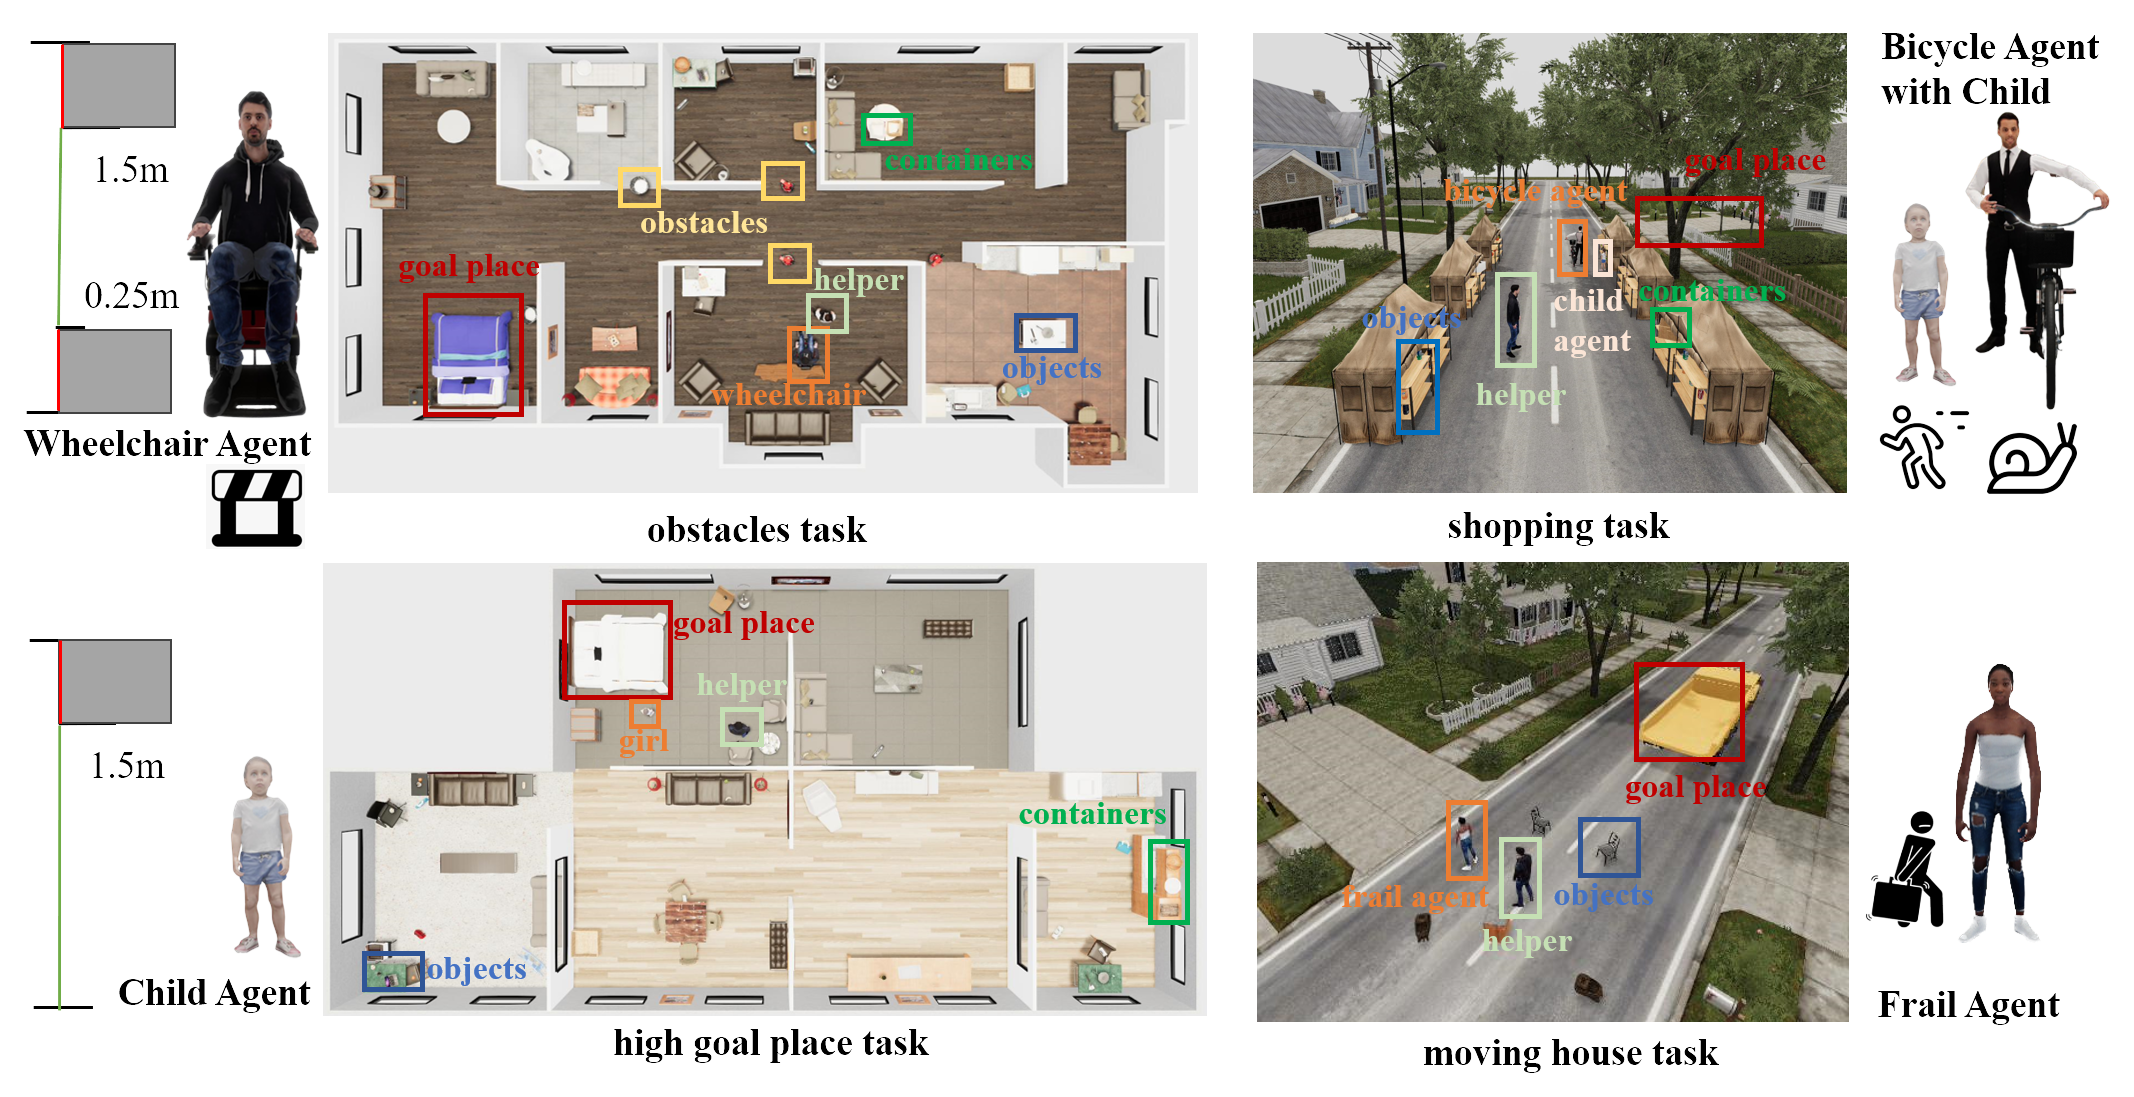 1.5m
0.25m
Wheelchair Agent
goal place
obstacles
containers
helper
wheelchair
objects
obstacles task
Bicycle Agent
with Child
goal place
bicycle agent
containers
child
agent
objects
helper
shopping task
1.5m
Child Agent
goal place
helper
girl
containers
objects
high goal place task
goal place
frail agent
objects
helper
moving house task
Frail Agent